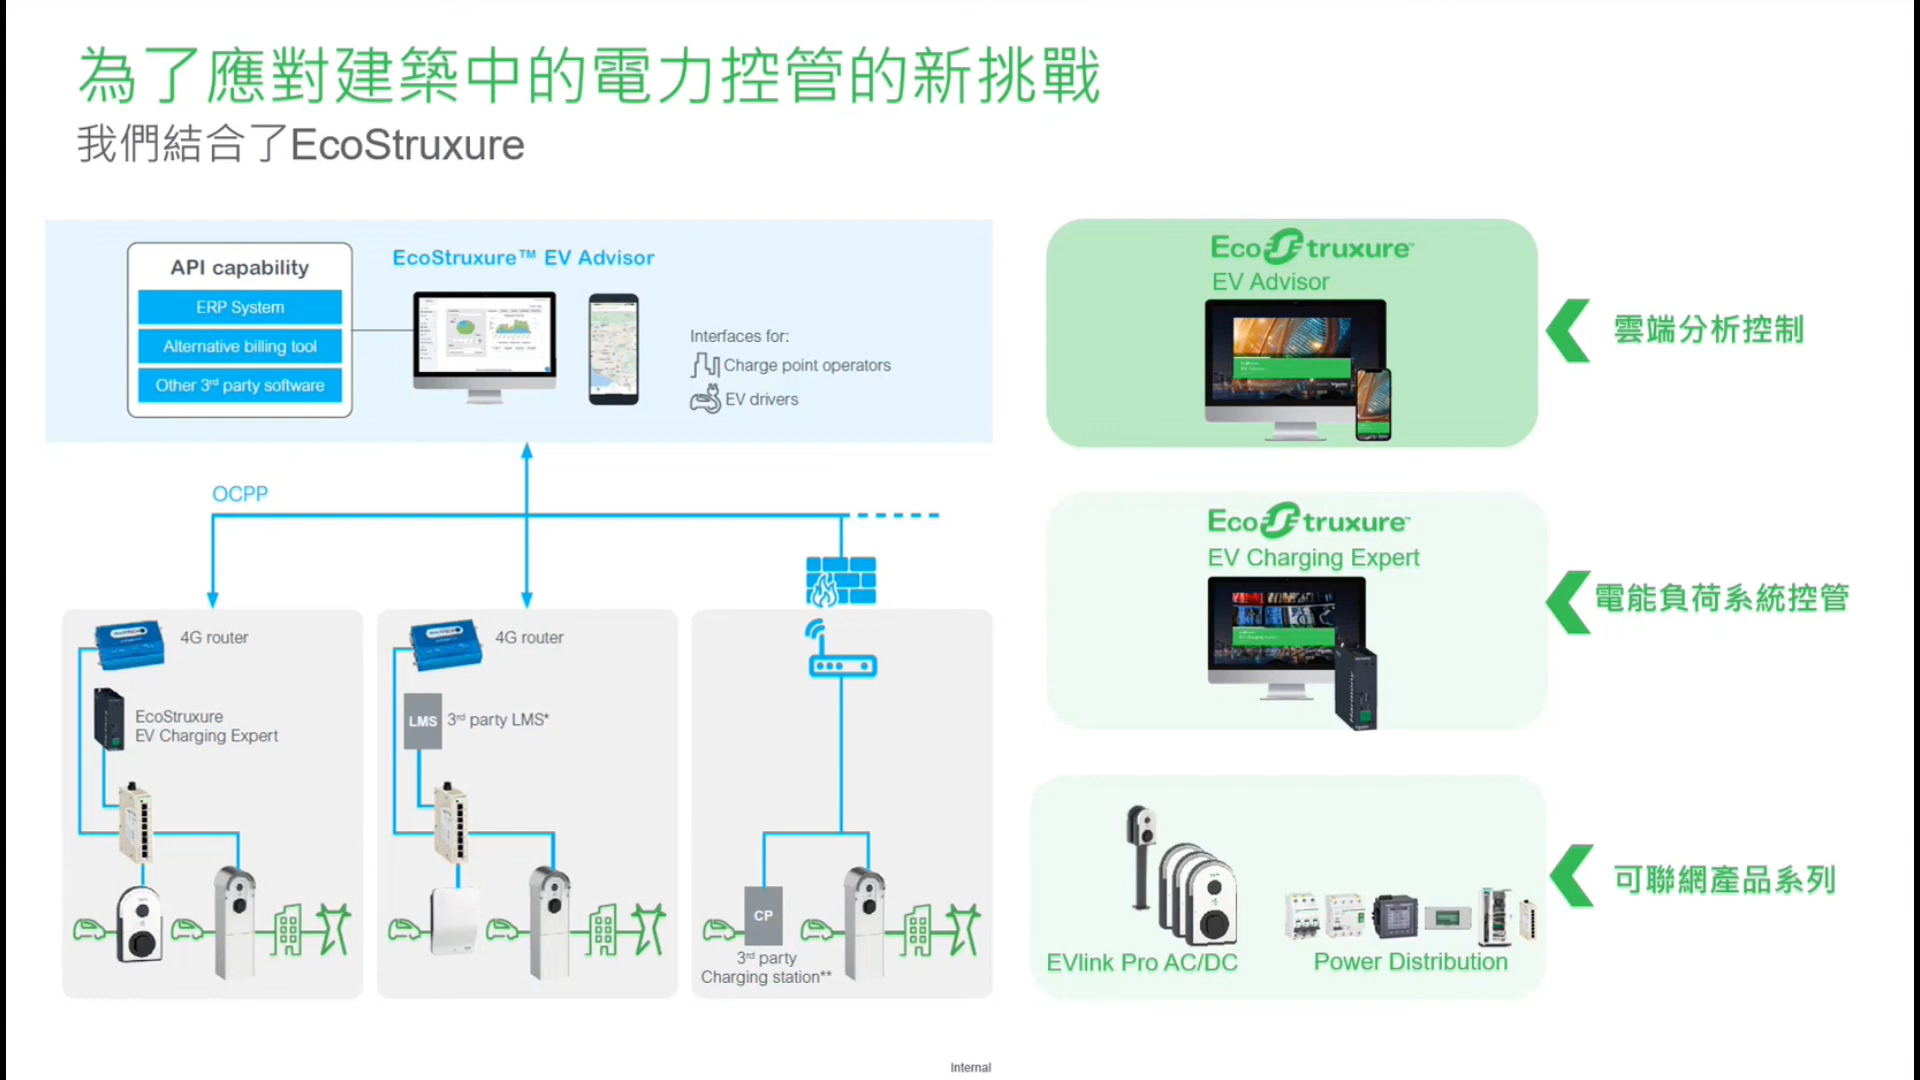 為了應對建築中的電力控管的新挑戰
我們結合了EcoStruxure
API capability
ERP System
Alternative billing tool
Other 3rd party software
EcoStruxure™ EV Advisor
Interfaces for:
Charge point operators
EV drivers
OCPP
4G router
EcoStruxure
EV Charging Expert
4G router
LMS
3rd party LMS*
CP
3rd party
Charging station**
EcoStruxure™
EV Advisor
雲端分析控制
EcoStruxure™
EV Charging Expert
Harmony
電能負荷系統控管
EVlink Pro AC/DC
Power Distribution
可聯網產品系列
Internal